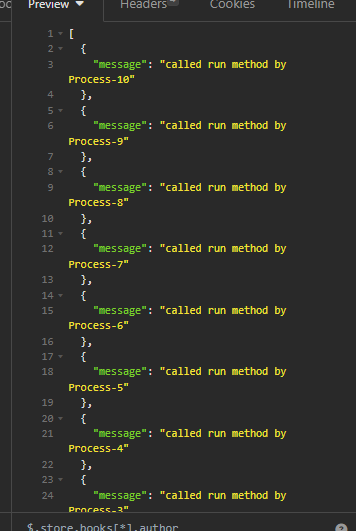 Preview
Headers
Cookies
Timeline
1 [
2 {
3 "message": "called run method by
Process-10"
4 },
5 {
6 "message": "called run method by
Process-9"
7 },
8 {
9 "message": "called run method by
Process-8"
10 },
11 {
12 "message": "called run method by
Process-7"
13 },
14 {
15 "message": "called run method by
Process-6"
16 },
17 {
18 "message": "called run method by
Process-5"
19 },
20 {
21 "message": "called run method by
Process-4"
22 },
23 {
24 "message": "called run method by
Process-3"
$.store.books[*].author